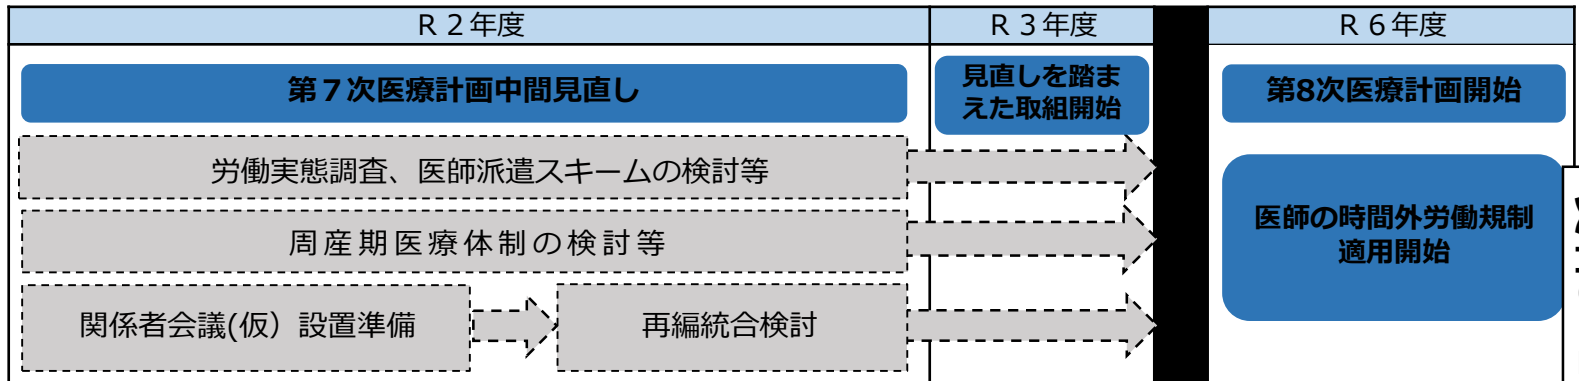 R2年度
R3年度
R6年度
第7次医療計画中間見直し
見直しを踏ま
えた取組開始
第8次医療計画開始
労働実態調査、医師派遣スキームの検討等
周産期医療体制の検討等
医師の時間外労働規制
適用開始
関係者会議(仮）設置準備
再編統合検討